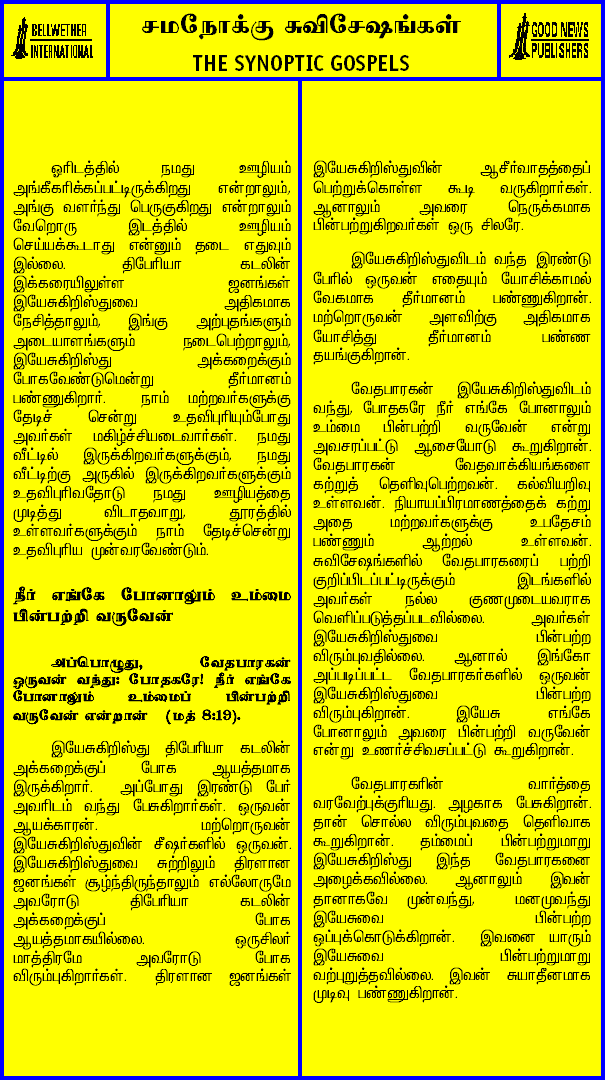 BELLWETHER
INTERNATIONAL
சமநோக்கு சுவிசேஷங்கள்
THE SYNOPTIC GOSPELS
GOOD NEWS
PUBLISHERS
ஓரிடத்தில் நமது ஊழியம்
அங்கீகரிக்கப்பட்டிருக்கிறது என்றாலும்,
அங்கு வளர்ந்து பெருகுகிறது என்றாலும்
வேறொரு இடத்தில் ஊழியம்
செய்யக்கூடாது என்னும் தடை எதுவும்
இல்லை. திபேரியா கடலின்
இக்கரையிலுள்ள ஜனங்கள்
இயேசுகிறிஸ்துவை அதிகமாக
நேசித்தாலும், இங்கு அற்புதங்களும்
அடையாளங்களும் நடைபெற்றாலும்,
இயேசுகிறிஸ்து அக்கறைக்கும்
போகவேண்டுமென்று தீர்மானம்
பண்ணுகிறார். நாம் மற்றவர்களுக்கு
தேடிச் சென்று உதவிபுரியும்போது
அவர்கள் மகிழ்ச்சியடைவார்கள். நமது
வீட்டில் இருக்கிறவர்களுக்கும், நமது
வீட்டிற்கு அருகில் இருக்கிறவர்களுக்கும்
உதவிபுரிவதோடு நமது ஊழியத்தை
முடித்து விடாதவாறு, தூரத்தில்
உள்ளவர்களுக்கும் நாம் தேடிச்சென்று
உதவிபுரிய முன்வரவேண்டும்.
நீர் எங்கே போனாலும் உம்மை
பின்பற்றி வருவேன்
அப்பொழுது, வேதபாரகன்
ஒருவன் வந்து: போதகரே! நீர் எங்கே
போனாலும் உம்மைப் பின்பற்றி
வருவேன் என்றான் (மத் 8:19).
இயேசுகிறிஸ்து திபேரியா கடலின்
அக்கறைக்குப் போக ஆயத்தமாக
இருக்கிறார். அப்போது இரண்டு பேர்
அவரிடம் வந்து பேசுகிறார்கள். ஒருவன்
ஆயக்காரன். மற்றொருவன்
இயேசுகிறிஸ்துவின் சீஷர்களில் ஒருவன்.
இயேசுகிறிஸ்துவை சுற்றிலும் திரளான
ஜனங்கள் சூழ்ந்திருந்தாலும் எல்லோருமே
அவரோடு திபேரியா கடலின்
அக்கறைக்குப் போக
ஆயத்தமாகயில்லை. ஒருசிலர்
மாத்திரமே அவரோடு போக
விரும்புகிறார்கள். திரளான ஜனங்கள்
இயேசுகிறிஸ்துவின் ஆசீர்வாதத்தைப்
பெற்றுக்கொள்ள கூடி வருகிறார்கள்.
ஆனாலும் அவரை நெருக்கமாக
பின்பற்றுகிறவர்கள் ஒரு சிலரே.
இயேசுகிறிஸ்துவிடம் வந்த இரண்டு
பேரில் ஒருவன் எதையும் யோசிக்காமல்
வேகமாக தீர்மானம் பண்ணுகிறான்.
மற்றொருவன் அளவிற்கு அதிகமாக
யோசித்து தீர்மானம் பண்ண
தயங்குகிறான்.
வேதபாரகன் இயேசுகிறிஸ்துவிடம்
வந்து, போதகரே நீர் எங்கே போனாலும்
உம்மை பின்பற்றி வருவேன் என்று
அவசரப்பட்டு ஆசையோடு கூறுகிறான்.
வேதபாரகன் வேதவாக்கியங்களை
கற்றுத் தெளிவுபெற்றவன். கல்வியறிவு
உள்ளவன். நியாயப்பிரமாணத்தைக் கற்று
அதை மற்றவர்களுக்கு உபதேசம்
பண்ணும் ஆற்றல் உள்ளவன்.
சுவிசேஷங்களில் வேதபாரகரைப் பற்றி
குறிப்பிடப்பட்டிருக்கும் இடங்களில்
அவர்கள் நல்ல குணமுடையவராக
வெளிப்படுத்தப்படவில்லை. அவர்கள்
இயேசுகிறிஸ்துவை பின்பற்ற
விரும்புவதில்லை. ஆனால் இங்கோ
அப்படிப்பட்ட வேதபாரகர்களில் ஒருவன்
இயேசுகிறிஸ்துவை பின்பற்ற
விரும்புகிறான். இயேசு எங்கே
போனாலும் அவரை பின்பற்றி வருவேன்
என்று உணர்ச்சிவசப்பட்டு கூறுகிறான்.
வேதபாரகரின் வார்த்தை
வரவேற்புக்குரியது. அழகாக பேசுகிறான்.
தான் சொல்ல விரும்புவதை தெளிவாக
கூறுகிறான். தம்மைப் பின்பற்றுமாறு
இயேசுகிறிஸ்து இந்த வேதபாரகனை
அழைக்கவில்லை. ஆனாலும் இவன்
தானாகவே முன்வந்து, மனமுவந்து
இயேசுவை பின்பற்ற
ஒப்புக்கொடுக்கிறான். இவனை யாரும்
இயேசுவை பின்பற்றுமாறு
வற்புறுத்தவில்லை. இவன் சுயாதீனமாக
முடிவு பண்ணுகிறான்.